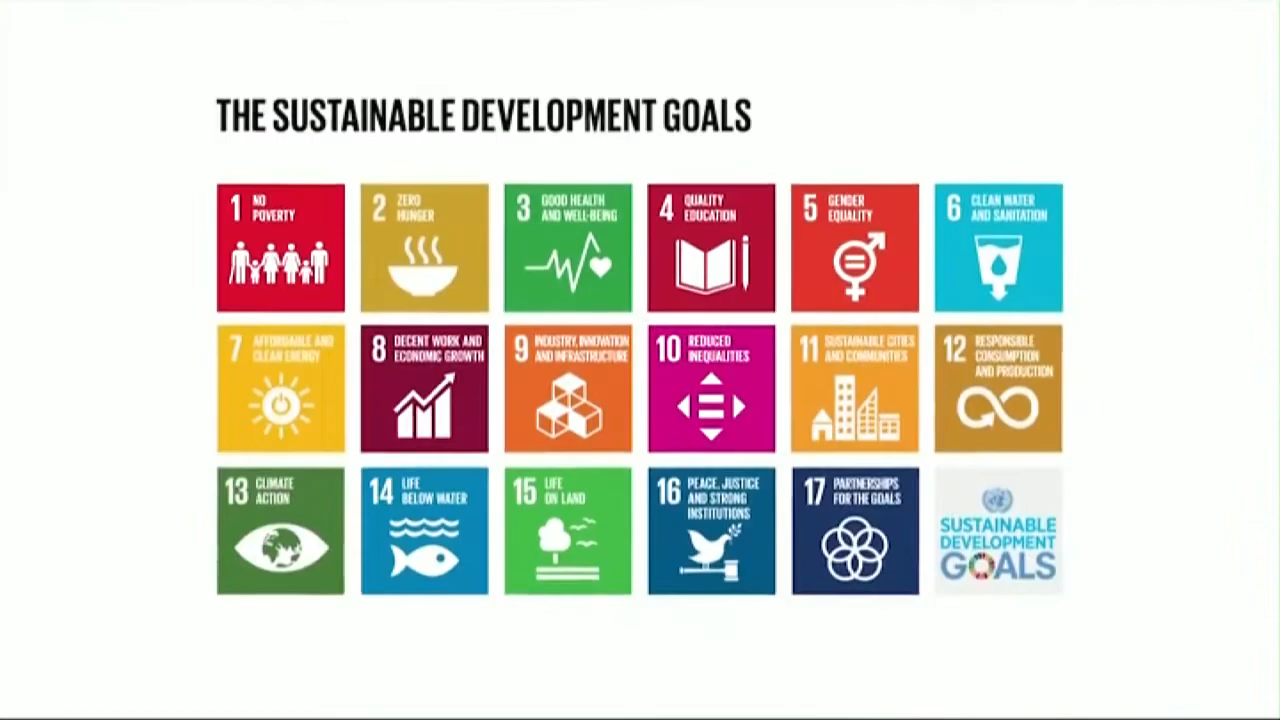 THE SUSTAINABLE DEVELOPMENT GOALS
1 NO
POVERTY
2 ZERO
HUNGER
3 GOOD HEALTH
AND WELL-BEING
4 QUALITY
EDUCATION
5 GENDER
EQUALITY
6 CLEAN WATER
AND SANITATION
7 AFFORDABLE AND
CLEAN ENERGY
8 DECENT WORK AND
ECONOMIC GROWTH
9 INDUSTRY, INNOVATION
AND INFRASTRUCTURE
10 REDUCED
INEQUALITIES
11 SUSTAINABLE CITIES
AND COMMUNITIES
12 RESPONSIBLE
CONSUMPTION
AND PRODUCTION
13 CLIMATE
ACTION
14 LIFE
BELOW WATER
15 LIFE
ON LAND
16 PEACE, JUSTICE
AND STRONG
INSTITUTIONS
17 PARTNERSHIPS
FOR THE GOALS
SUSTAINABLE
DEVELOPMENT
GOALS